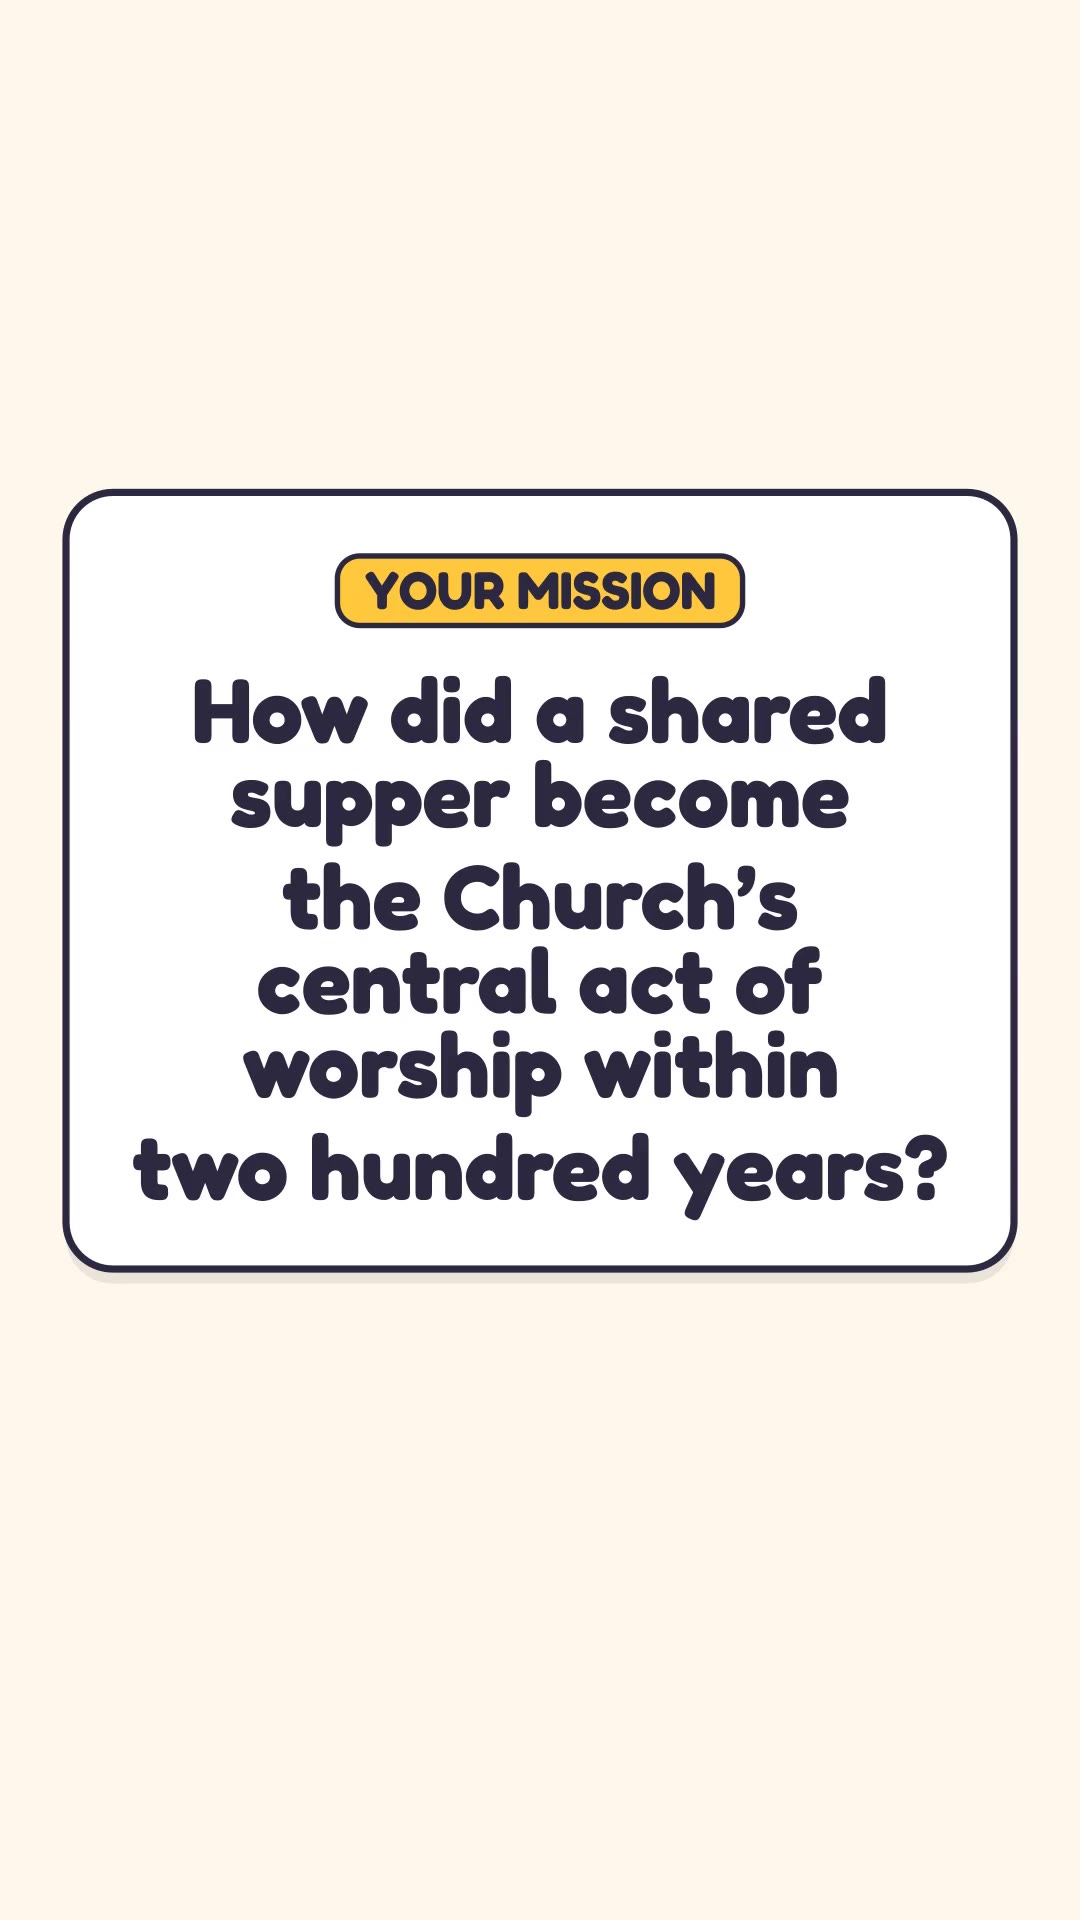 YOUR MISSION
How did a shared
supper become
the Church’s
central act of
worship within
two hundred years?